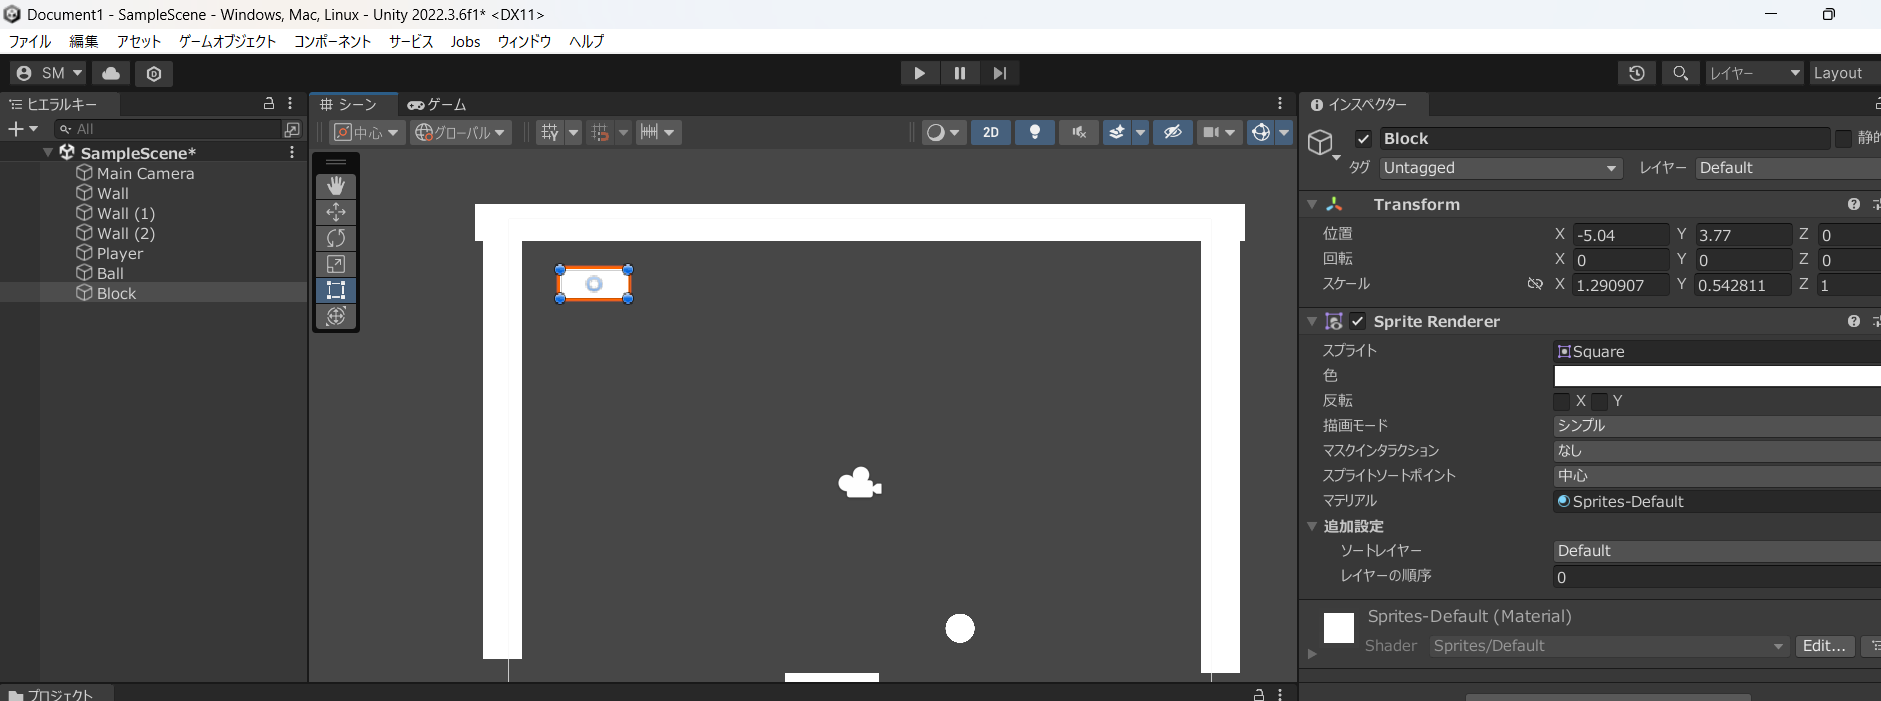 Document1 - SampleScene - Windows, Mac, Linux - Unity 2022.3.6f1* <DX11>
ファイル 編集 アセット ゲームオブジェクト コンポーネント サービス Jobs ウィンドウ ヘルプ
SM レイヤー Layout
ヒエラルキー
All
SampleScene*
Main Camera
Wall
Wall (1)
Wall (2)
Player
Ball
Block
シーン ゲーム
中心 グローバル 2D
インスペクター
Block
タグ Untagged レイヤー Default
Transform
位置 X -5.04 Y 3.77 Z 0
回転 X 0 Y 0 Z 0
スケール X 1.290907 Y 0.542811 Z 1
Sprite Renderer
スプライト Square
色
反転 X Y
描画モード シンプル
マスクインタラクション なし
スプライトソートポイント 中心
マテリアル Sprites-Default
追加設定
ソートレイヤー Default
レイヤーの順序 0
Sprites-Default (Material)
Shader Sprites/Default Edit...
プロジェクト